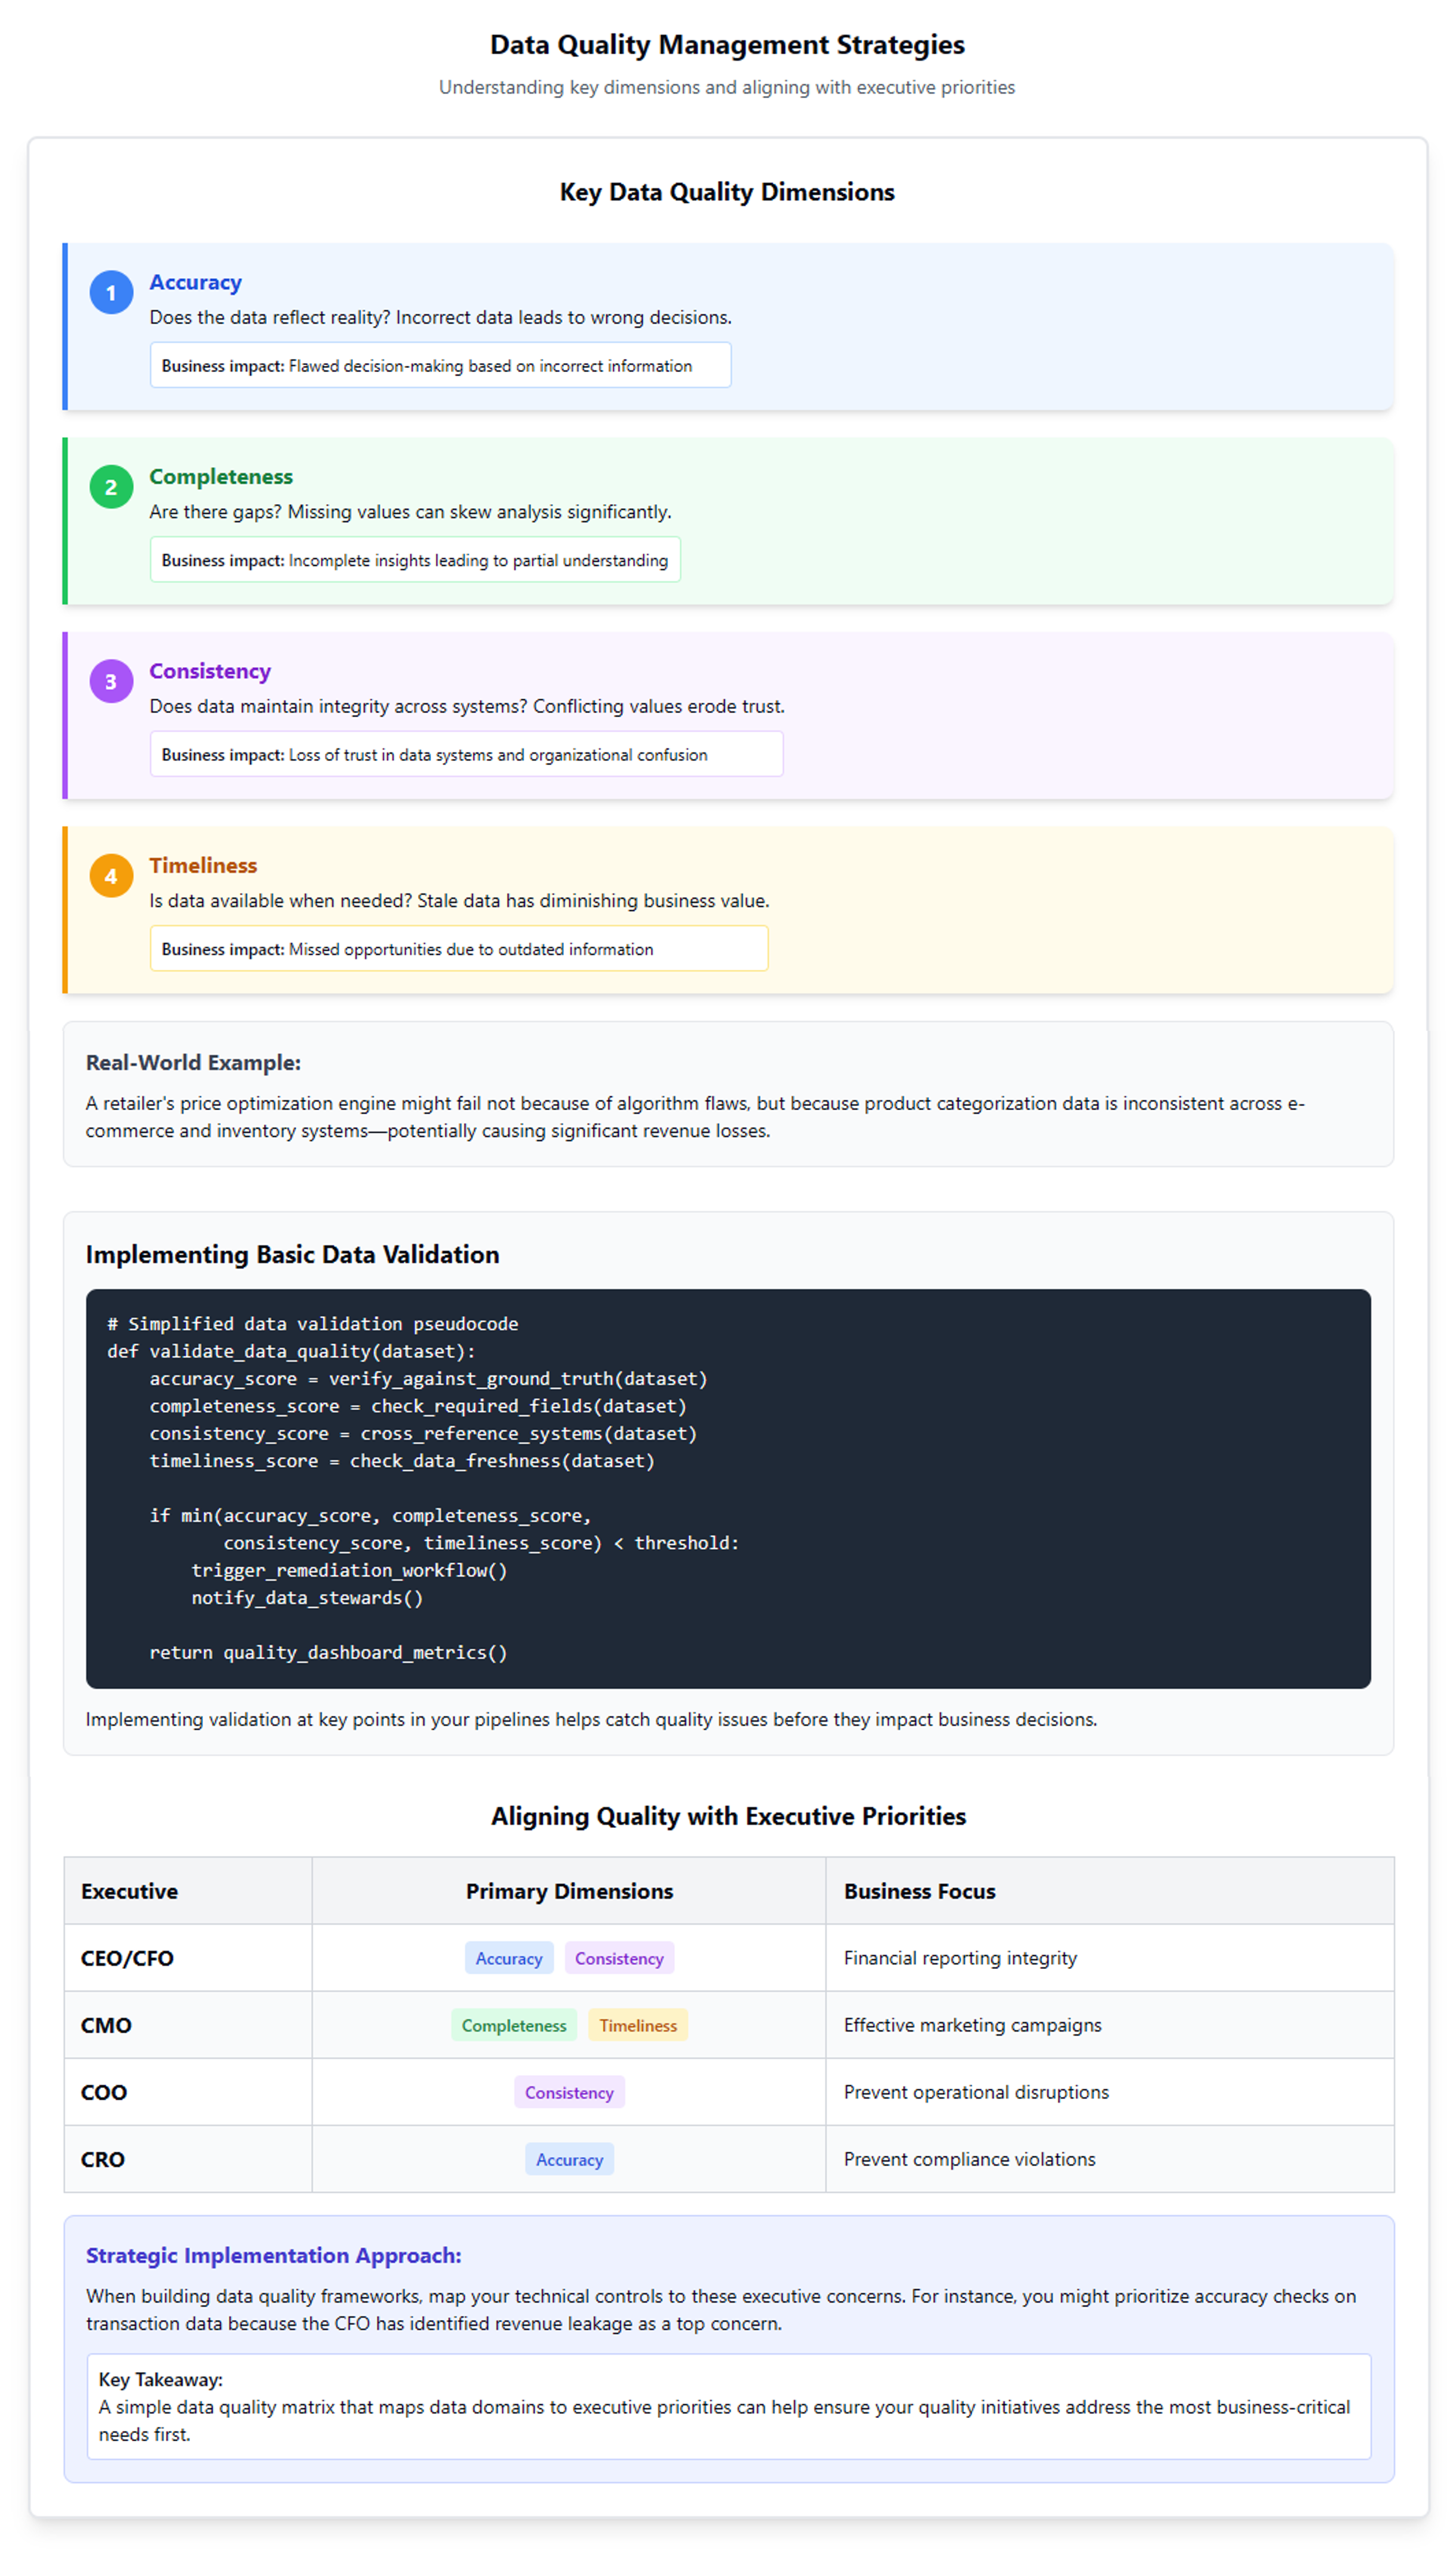 Data Quality Management Strategies
Understanding key dimensions and aligning with executive priorities
Key Data Quality Dimensions
1
Accuracy
Does the data reflect reality? Incorrect data leads to wrong decisions.
Business impact: Flawed decision-making based on incorrect information
2
Completeness
Are there gaps? Missing values can skew analysis significantly.
Business impact: Incomplete insights leading to partial understanding
3
Consistency
Does data maintain integrity across systems? Conflicting values erode trust.
Business impact: Loss of trust in data systems and organizational confusion
4
Timeliness
Is data available when needed? Stale data has diminishing business value.
Business impact: Missed opportunities due to outdated information
Real-World Example:
A retailer's price optimization engine might fail not because of algorithm flaws, but because product categorization data is inconsistent across e-
commerce and inventory systems—potentially causing significant revenue losses.
Implementing Basic Data Validation
# Simplified data validation pseudocode
def validate_data_quality(dataset):
    accuracy_score = verify_against_ground_truth(dataset)
    completeness_score = check_required_fields(dataset)
    consistency_score = cross_reference_systems(dataset)
    timeliness_score = check_data_freshness(dataset)
    if min(accuracy_score, completeness_score,
           consistency_score, timeliness_score) < threshold:
        trigger_remediation_workflow()
        notify_data_stewards()
    return quality_dashboard_metrics()
Implementing validation at key points in your pipelines helps catch quality issues before they impact business decisions.
Aligning Quality with Executive Priorities
Executive Primary Dimensions Business Focus
CEO/CFO Accuracy Consistency Financial reporting integrity
CMO Completeness Timeliness Effective marketing campaigns
COO Consistency Prevent operational disruptions
CRO Accuracy Prevent compliance violations
Strategic Implementation Approach:
When building data quality frameworks, map your technical controls to these executive concerns. For instance, you might prioritize accuracy checks on
transaction data because the CFO has identified revenue leakage as a top concern.
Key Takeaway:
A simple data quality matrix that maps data domains to executive priorities can help ensure your quality initiatives address the most business-critical
needs first.